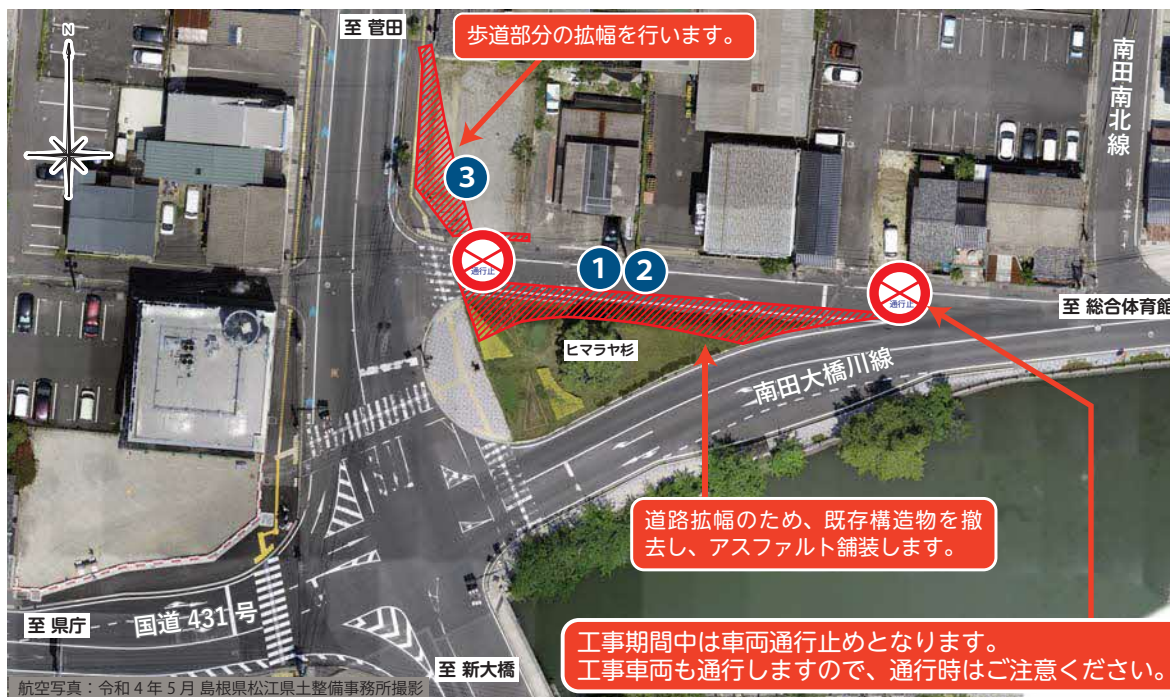 至 菅田
歩道部分の拡幅を行います。
N
南田南北線
3
通行止
1
2
通行止
至 総合体育館
ヒマラヤ杉
南田大橋川線
道路拡幅のため、既存構造物を撤
去し、アスファルト舗装します。
国道 431 号
至 県庁
至 新大橋
工事期間中は車両通行止めとなります。
工事車両も通行しますので、通行時はご注意ください。
航空写真：令和 4 年 5 月 島根県松江県土整備事務所撮影